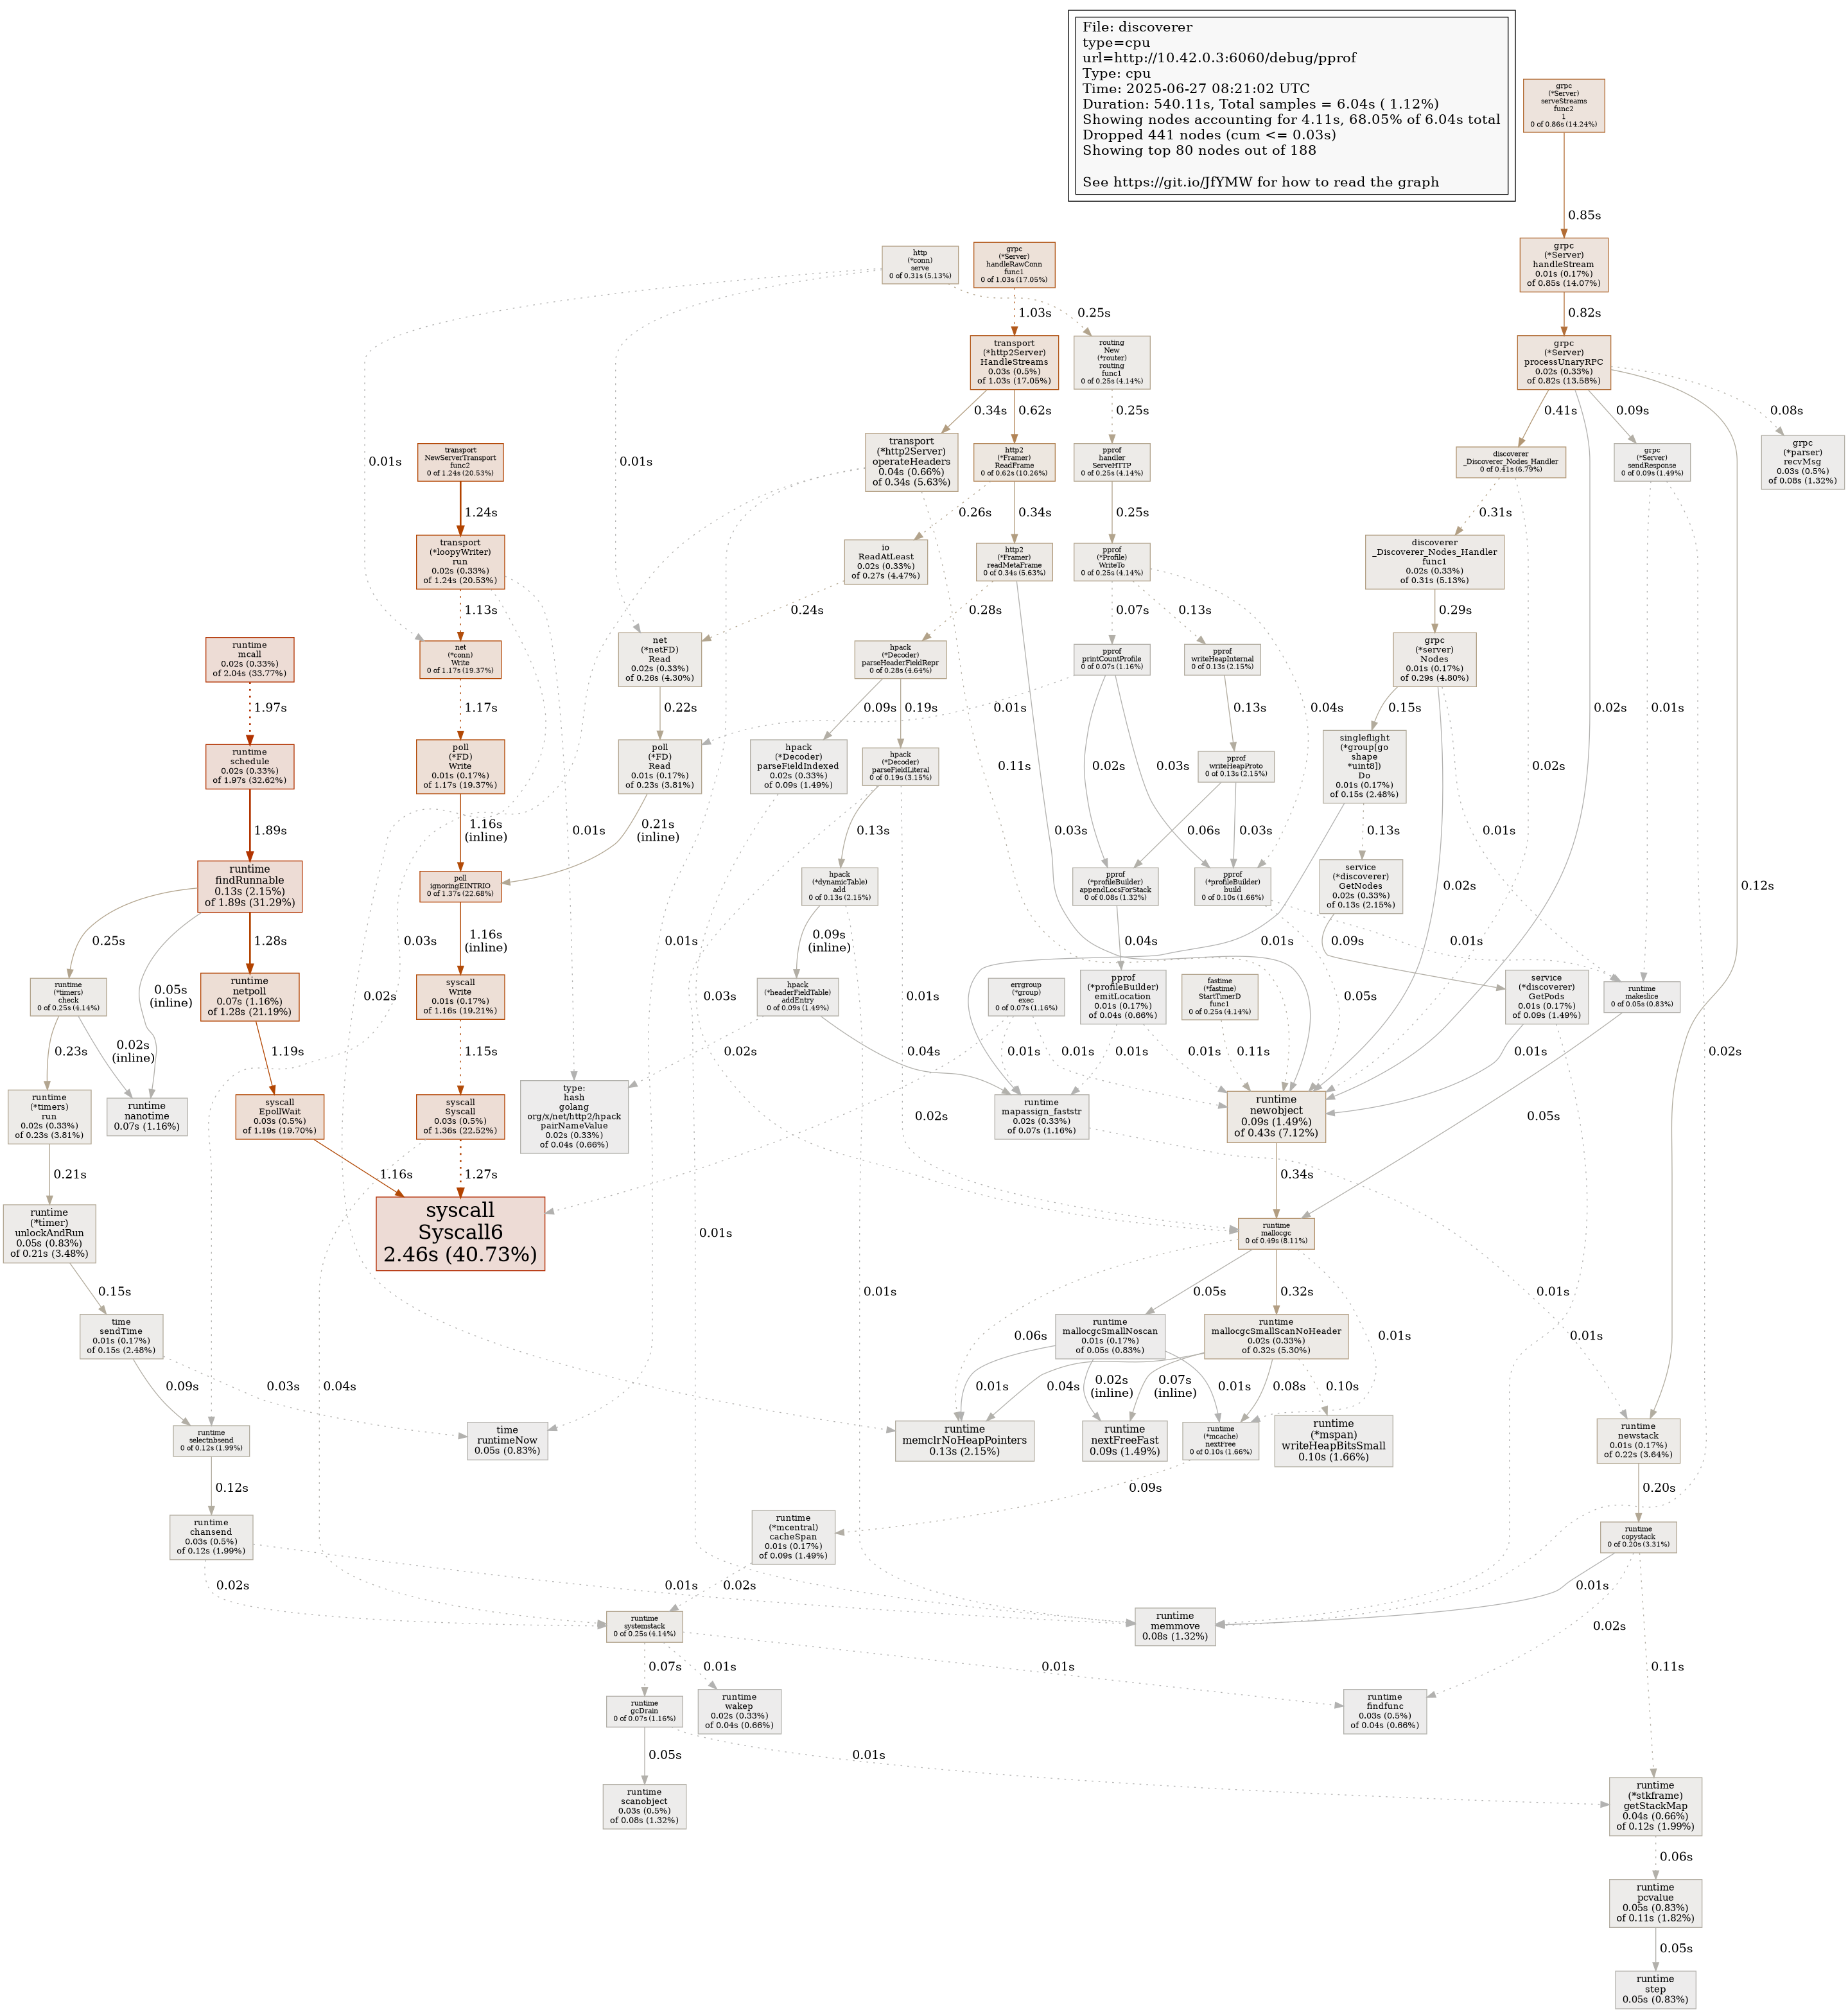 File: discoverer
type=cpu
url=http://10.42.0.3:6060/debug/pprof
Type: cpu
Time: 2025-06-27 08:21:02 UTC
Duration: 540.11s, Total samples = 6.04s ( 1.12%)
Showing nodes accounting for 4.11s, 68.05% of 6.04s total
Dropped 441 nodes (cum <= 0.03s)
Showing top 80 nodes out of 188
See https://git.io/JfYMW for how to read the graph
grpc
(*Server)
serveStreams
func2
1
0 of 0.86s (14.24%)
0.85s
http
(*conn)
serve
0 of 0.31s (5.13%)
grpc
(*Server)
handleRawConn
func1
0 of 1.03s (17.05%)
grpc
(*Server)
handleStream
0.01s (0.17%)
of 0.85s (14.07%)
1.03s
0.25s
0.82s
transport
(*http2Server)
HandleStreams
0.03s (0.5%)
of 1.03s (17.05%)
routing
New
(*router)
routing
func1
0 of 0.25s (4.14%)
grpc
(*Server)
processUnaryRPC
0.02s (0.33%)
of 0.82s (13.58%)
0.34s
0.62s
0.25s
0.41s
0.09s
0.08s
0.01s
0.01s
transport
NewServerTransport
func2
0 of 1.24s (20.53%)
transport
(*http2Server)
operateHeaders
0.04s (0.66%)
of 0.34s (5.63%)
http2
(*Framer)
ReadFrame
0 of 0.62s (10.26%)
pprof
handler
ServeHTTP
0 of 0.25s (4.14%)
discoverer
_Discoverer_Nodes_Handler
0 of 0.41s (6.79%)
grpc
(*Server)
sendResponse
0 of 0.09s (1.49%)
grpc
(*parser)
recvMsg
0.03s (0.5%)
of 0.08s (1.32%)
1.24s
0.26s
0.34s
0.25s
0.31s
transport
(*loopyWriter)
run
0.02s (0.33%)
of 1.24s (20.53%)
io
ReadAtLeast
0.02s (0.33%)
of 0.27s (4.47%)
http2
(*Framer)
readMetaFrame
0 of 0.34s (5.63%)
pprof
(*Profile)
WriteTo
0 of 0.25s (4.14%)
discoverer
_Discoverer_Nodes_Handler
func1
0.02s (0.33%)
of 0.31s (5.13%)
1.13s
0.24s
0.28s
0.07s
0.13s
0.29s
runtime
mcall
0.02s (0.33%)
of 2.04s (33.77%)
net
(*conn)
Write
0 of 1.17s (19.37%)
net
(*netFD)
Read
0.02s (0.33%)
of 0.26s (4.30%)
hpack
(*Decoder)
parseHeaderFieldRepr
0 of 0.28s (4.64%)
pprof
printCountProfile
0 of 0.07s (1.16%)
pprof
writeHeapInternal
0 of 0.13s (2.15%)
grpc
(*server)
Nodes
0.01s (0.17%)
of 0.29s (4.80%)
1.97s
1.17s
0.22s
0.09s
0.19s
0.01s
0.13s
0.04s
0.15s
0.01s
0.02s
runtime
schedule
0.02s (0.33%)
of 1.97s (32.62%)
poll
(*FD)
Write
0.01s (0.17%)
of 1.17s (19.37%)
poll
(*FD)
Read
0.01s (0.17%)
of 0.23s (3.81%)
hpack
(*Decoder)
parseFieldIndexed
0.02s (0.33%)
of 0.09s (1.49%)
hpack
(*Decoder)
parseFieldLiteral
0 of 0.19s (3.15%)
0.11s
0.02s
0.03s
pprof
writeHeapProto
0 of 0.13s (2.15%)
singleflight
(*group[go
shape
*uint8])
Do
0.01s (0.17%)
of 0.15s (2.48%)
0.02s
1.89s
1.16s
(inline)
0.01s
0.21s
(inline)
0.13s
0.03s
0.06s
0.03s
0.13s
0.02s
0.01s
0.12s
runtime
findRunnable
0.13s (2.15%)
of 1.89s (31.29%)
poll
ignoringEINTRIO
0 of 1.37s (22.68%)
hpack
(*dynamicTable)
add
0 of 0.13s (2.15%)
pprof
(*profileBuilder)
appendLocsForStack
0 of 0.08s (1.32%)
pprof
(*profileBuilder)
build
0 of 0.10s (1.66%)
service
(*discoverer)
GetNodes
0.02s (0.33%)
of 0.13s (2.15%)
0.25s
1.28s
0.03s
1.16s
(inline)
0.01s
0.09s
(inline)
0.04s
0.01s
0.01s
0.09s
0.05s
(inline)
0.02s
0.03s
0.01s
0.05s
runtime
(*timers)
check
0 of 0.25s (4.14%)
runtime
netpoll
0.07s (1.16%)
of 1.28s (21.19%)
syscall
Write
0.01s (0.17%)
of 1.16s (19.21%)
hpack
(*headerFieldTable)
addEntry
0 of 0.09s (1.49%)
errgroup
(*group)
exec
0 of 0.07s (1.16%)
pprof
(*profileBuilder)
emitLocation
0.01s (0.17%)
of 0.04s (0.66%)
fastime
(*fastime)
StartTimerD
func1
0 of 0.25s (4.14%)
service
(*discoverer)
GetPods
0.01s (0.17%)
of 0.09s (1.49%)
runtime
makeslice
0 of 0.05s (0.83%)
0.23s
0.02s
(inline)
1.19s
1.15s
0.02s
0.04s
0.01s
0.01s
0.01s
0.01s
0.11s
0.01s
0.02s
runtime
(*timers)
run
0.02s (0.33%)
of 0.23s (3.81%)
runtime
nanotime
0.07s (1.16%)
syscall
EpollWait
0.03s (0.5%)
of 1.19s (19.70%)
syscall
Syscall
0.03s (0.5%)
of 1.36s (22.52%)
type:
hash
golang
org/x/net/http2/hpack
pairNameValue
0.02s (0.33%)
of 0.04s (0.66%)
runtime
mapassign_faststr
0.02s (0.33%)
of 0.07s (1.16%)
runtime
newobject
0.09s (1.49%)
of 0.43s (7.12%)
0.02s
0.05s
0.21s
1.16s
1.27s
0.34s
runtime
(*timer)
unlockAndRun
0.05s (0.83%)
of 0.21s (3.48%)
syscall
Syscall6
2.46s (40.73%)
0.01s
runtime
mallocgc
0 of 0.49s (8.11%)
0.15s
0.01s
0.05s
0.32s
0.01s
time
sendTime
0.01s (0.17%)
of 0.15s (2.48%)
0.06s
runtime
mallocgcSmallNoscan
0.01s (0.17%)
of 0.05s (0.83%)
runtime
mallocgcSmallScanNoHeader
0.02s (0.33%)
of 0.32s (5.30%)
0.01s
0.01s
0.09s
0.03s
0.04s
0.01s
0.04s
0.02s
(inline)
0.07s
(inline)
0.01s
0.08s
0.10s
runtime
selectnbsend
0 of 0.12s (1.99%)
time
runtimeNow
0.05s (0.83%)
runtime
memclrNoHeapPointers
0.13s (2.15%)
runtime
nextFreeFast
0.09s (1.49%)
runtime
(*mcache)
nextFree
0 of 0.10s (1.66%)
runtime
(*mspan)
writeHeapBitsSmall
0.10s (1.66%)
runtime
newstack
0.01s (0.17%)
of 0.22s (3.64%)
0.12s
0.09s
0.20s
runtime
chansend
0.03s (0.5%)
of 0.12s (1.99%)
runtime
(*mcentral)
cacheSpan
0.01s (0.17%)
of 0.09s (1.49%)
runtime
copystack
0 of 0.20s (3.31%)
0.02s
0.01s
0.02s
0.01s
runtime
systemstack
0 of 0.25s (4.14%)
runtime
memmove
0.08s (1.32%)
0.02s
0.07s
0.01s
0.01s
0.11s
runtime
gcDrain
0 of 0.07s (1.16%)
runtime
wakep
0.02s (0.33%)
of 0.04s (0.66%)
runtime
findfunc
0.03s (0.5%)
of 0.04s (0.66%)
0.05s
0.01s
runtime
scanobject
0.03s (0.5%)
of 0.08s (1.32%)
runtime
(*stkframe)
getStackMap
0.04s (0.66%)
of 0.12s (1.99%)
0.06s
runtime
pcvalue
0.05s (0.83%)
of 0.11s (1.82%)
0.05s
runtime
step
0.05s (0.83%)